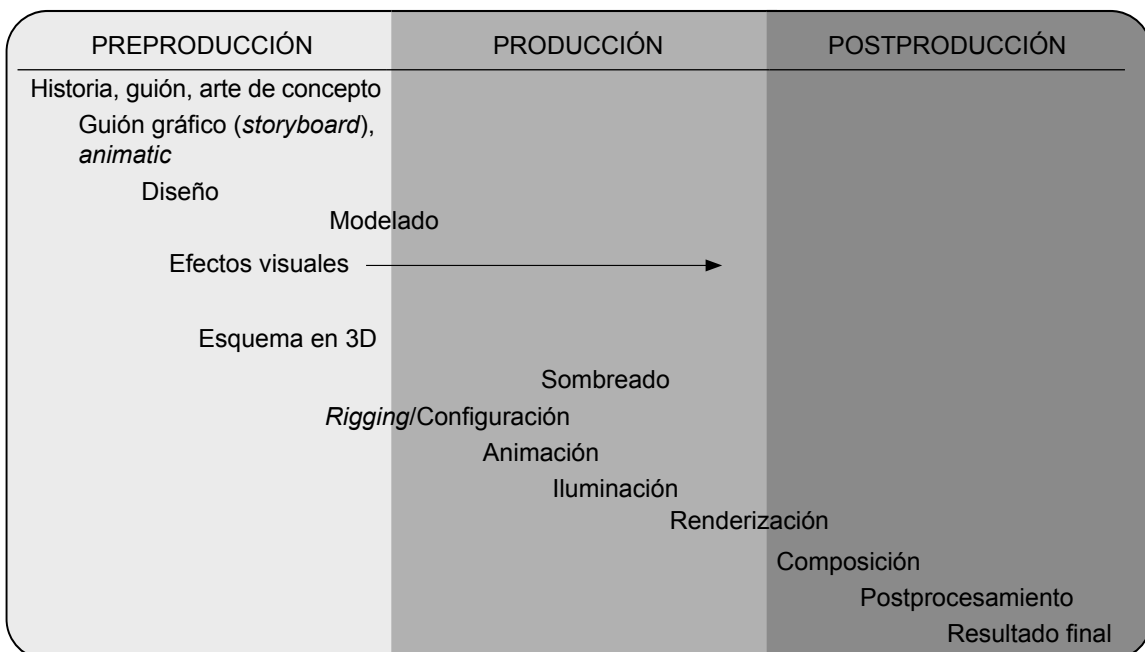 PREPRODUCCIÓN
PRODUCCIÓN
POSTPRODUCCIÓN
Historia, guión, arte de concepto
Guión gráfico (storyboard),
animatic
Diseño
Modelado
Efectos visuales
Esquema en 3D
Sombreado
Rigging/Configuración
Animación
Iluminación
Renderización
Composición
Postprocesamiento
Resultado final